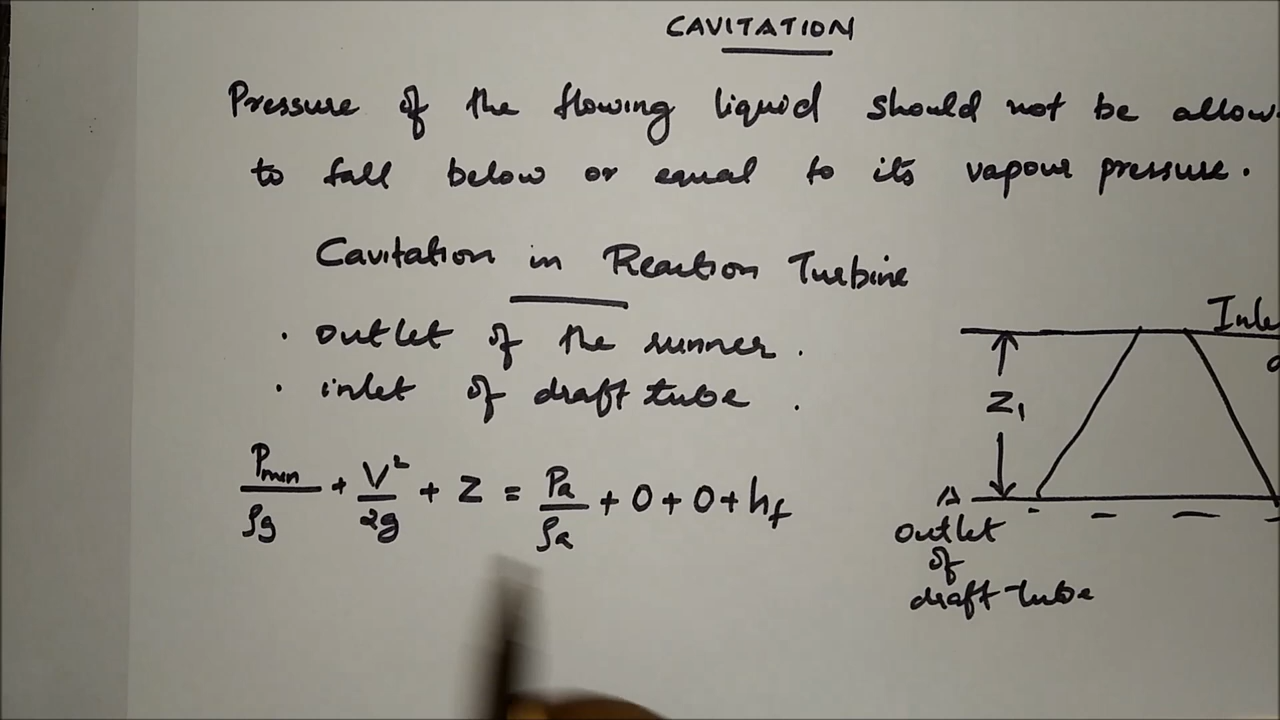 CAVITATION
Pressure of the flowing liquid should not be allow
to fall below or equal to its vapour pressure.
Cavitation in Reaction Turbine
· outlet of the runner.
· inlet of draft tube.
Pmin/ρg + V²/2g + Z = Pa/ρa + 0 + 0 + hf
Inle
Z₁
A
outlet
of
draft tube